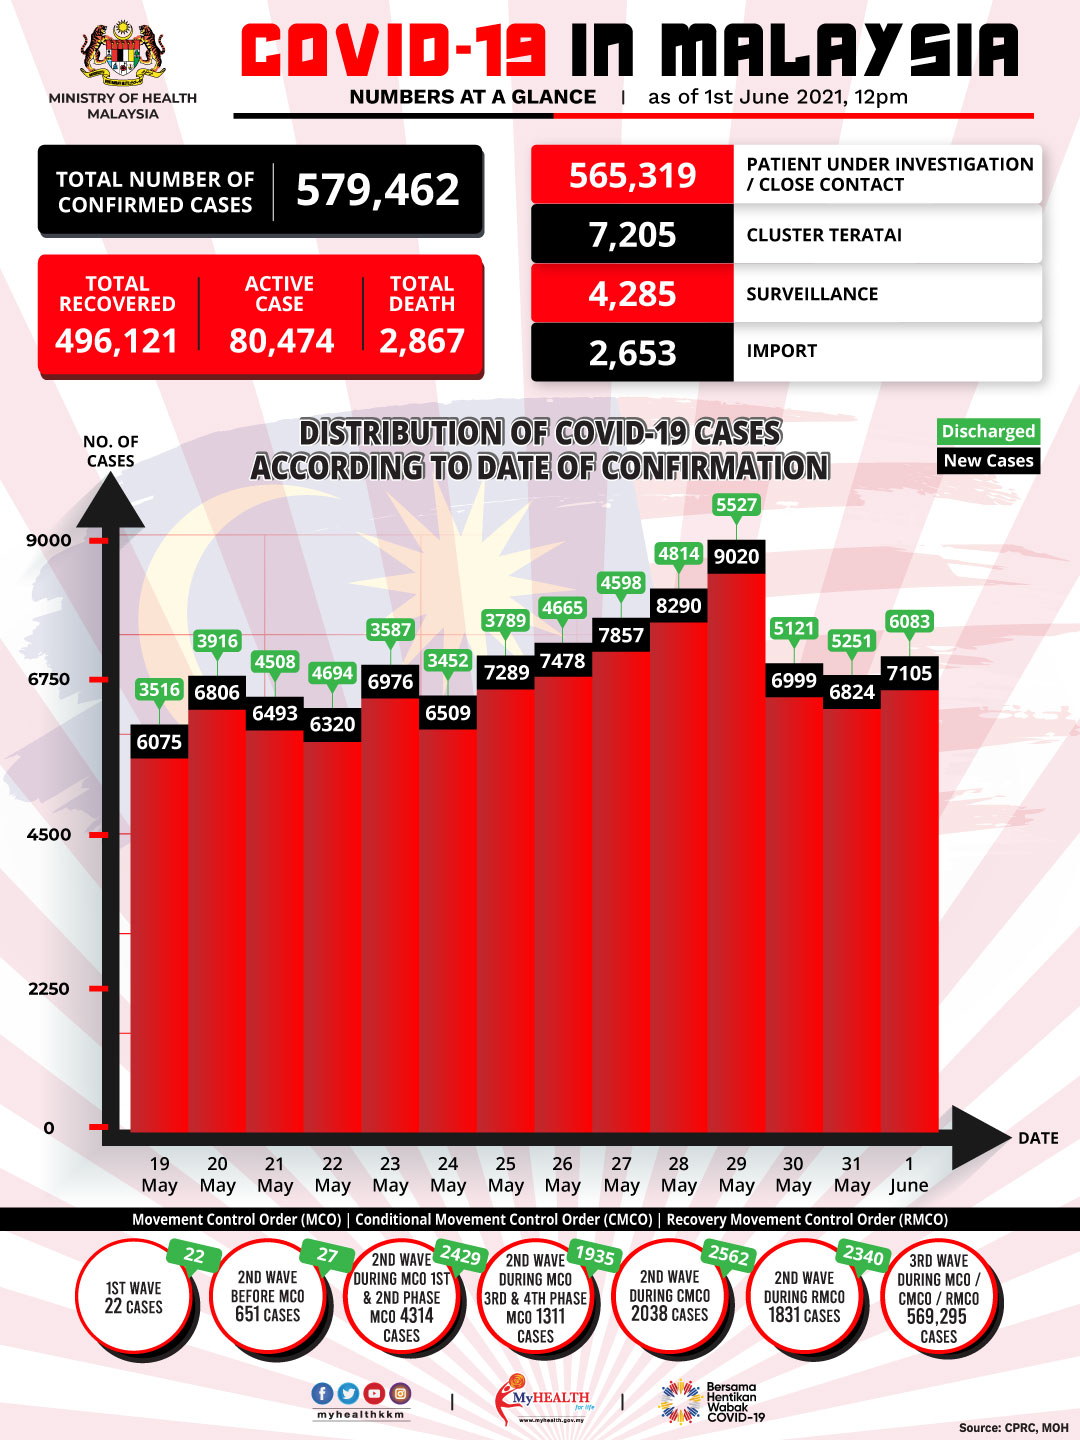 MINISTRY OF HEALTH
MALAYSIA
COVID-19 IN MALAYSIA
NUMBERS AT A GLANCE | as of 1st June 2021, 12pm
TOTAL NUMBER OF
CONFIRMED CASES
579,462
TOTAL
RECOVERED
496,121
ACTIVE
CASE
80,474
TOTAL
DEATH
2,867
565,319
PATIENT UNDER INVESTIGATION
/ CLOSE CONTACT
7,205
CLUSTER TERATAI
4,285
SURVEILLANCE
2,653
IMPORT
DISTRIBUTION OF COVID-19 CASES
ACCORDING TO DATE OF CONFIRMATION
Discharged
New Cases
NO. OF
CASES
9000
6750
4500
2250
0
3516
6075
3916
6806
4508
6493
4694
6320
3587
6976
3452
6509
3789
7289
4665
7478
4598
7857
4814
8290
5527
9020
5121
6999
5251
6824
6083
7105
DATE
19
May
20
May
21
May
22
May
23
May
24
May
25
May
26
May
27
May
28
May
29
May
30
May
31
May
1
June
Movement Control Order (MCO) | Conditional Movement Control Order (CMCO) | Recovery Movement Control Order (RMCO)
22
1ST WAVE
22 CASES
27
2ND WAVE
BEFORE MCO
651 CASES
2429
2ND WAVE
DURING MCO 1ST
& 2ND PHASE
MCO 4314
CASES
1935
2ND WAVE
DURING MCO
3RD & 4TH PHASE
MCO 1311
CASES
2562
2ND WAVE
DURING CMCO
2038 CASES
2340
2ND WAVE
DURING RMCO
1831 CASES
3RD WAVE
DURING MCO /
CMCO / RMCO
569,295
CASES
myhealthkkm
MyHEALTH
for life
www.myhealth.gov.my
Bersama
Hentikan
Wabak
COVID-19
Source: CPRC, MOH